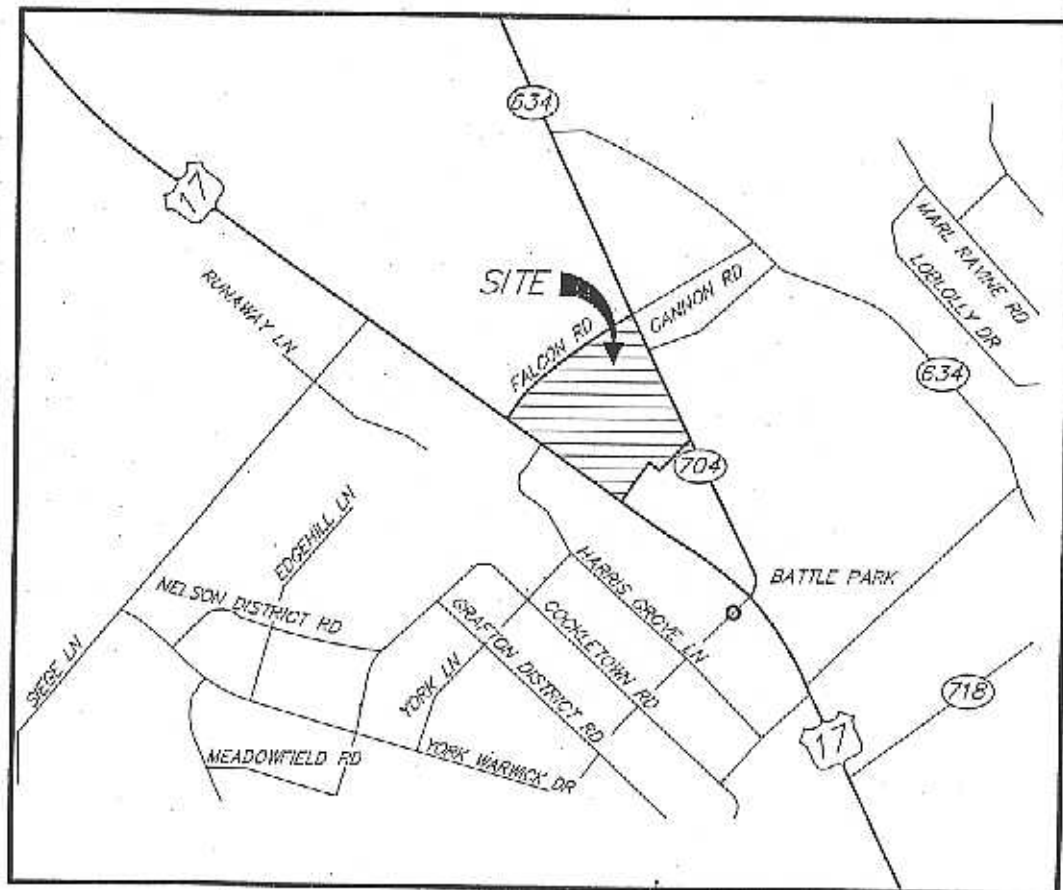 634
17
RUNAWAY LN
SITE
FALCON RD
CANNON RD
MARL RAVINE RD
LOBLOLLY DR
634
704
EDGEHILL LN
NELSON DISTRICT RD
SIEGE LN
BATTLE PARK
HARRIS GROVE LN
COCKLETOWN RD
GRAFTON DISTRICT RD
YORK LN
MEADOWFIELD RD
YORK WARWICK DR
17
718